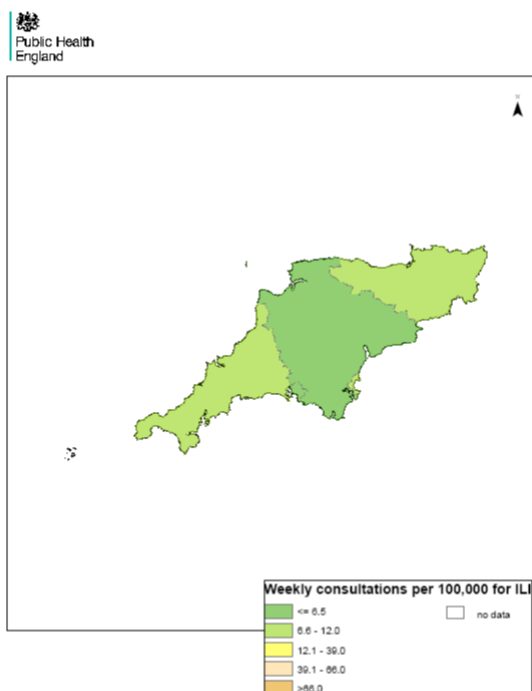 Public Health
England
N
Weekly consultations per 100,000 for ILI
<= 6.5
no data
6.6 - 12.0
12.1 - 39.0
39.1 - 66.0
>66.0